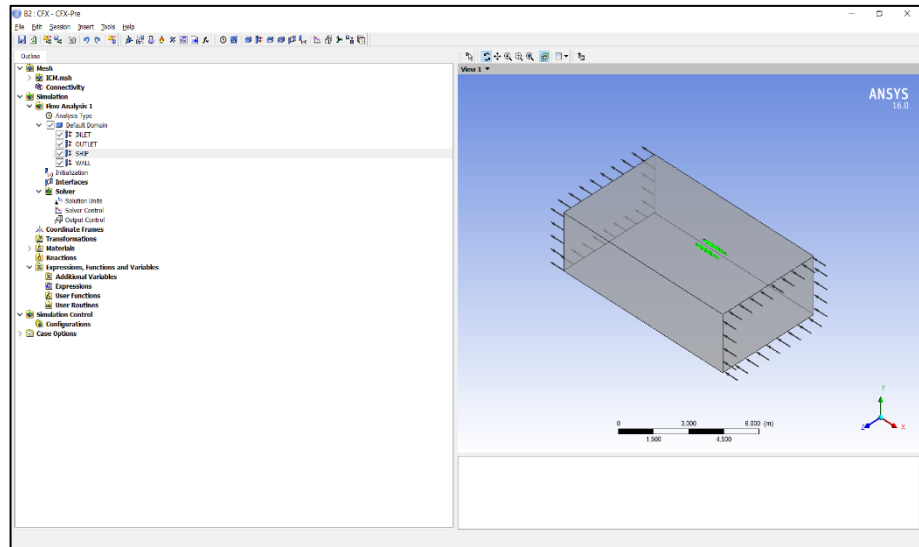 B2 : CFX - CFX-Pre
File Edit Session Insert Tools Help
Outline
Mesh
ICM.msh
Connectivity
Simulation
Flow Analysis 1
Analysis Type
Default Domain
INLET
OUTLET
SHIP
WALL
Initialization
Interfaces
Solver
Solution Units
Solver Control
Output Control
Coordinate Frames
Transformations
Materials
Reactions
Expressions, Functions and Variables
Additional Variables
Expressions
User Functions
User Routines
Simulation Control
Configurations
Case Options
View 1
ANSYS
16.0
0 3.000 6.000 (m)
1.500 4.500
Y
Z X